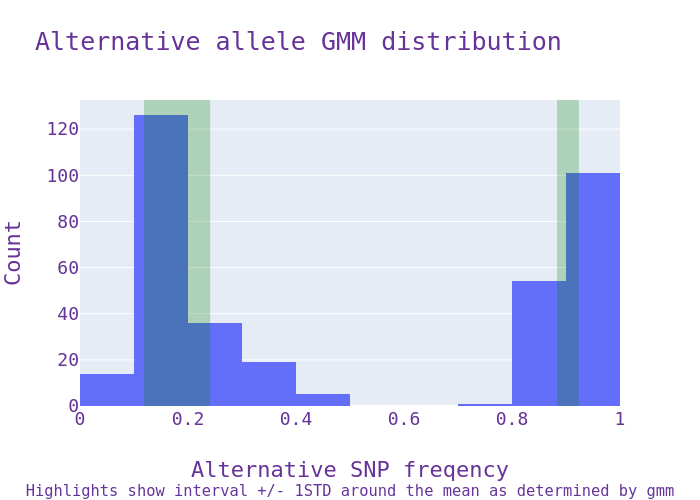 Alternative allele GMM distribution
Count
120
100
80
60
40
20
0
0 0.2 0.4 0.6 0.8 1
Alternative SNP freqency
Highlights show interval +/- 1STD around the mean as determined by gmm